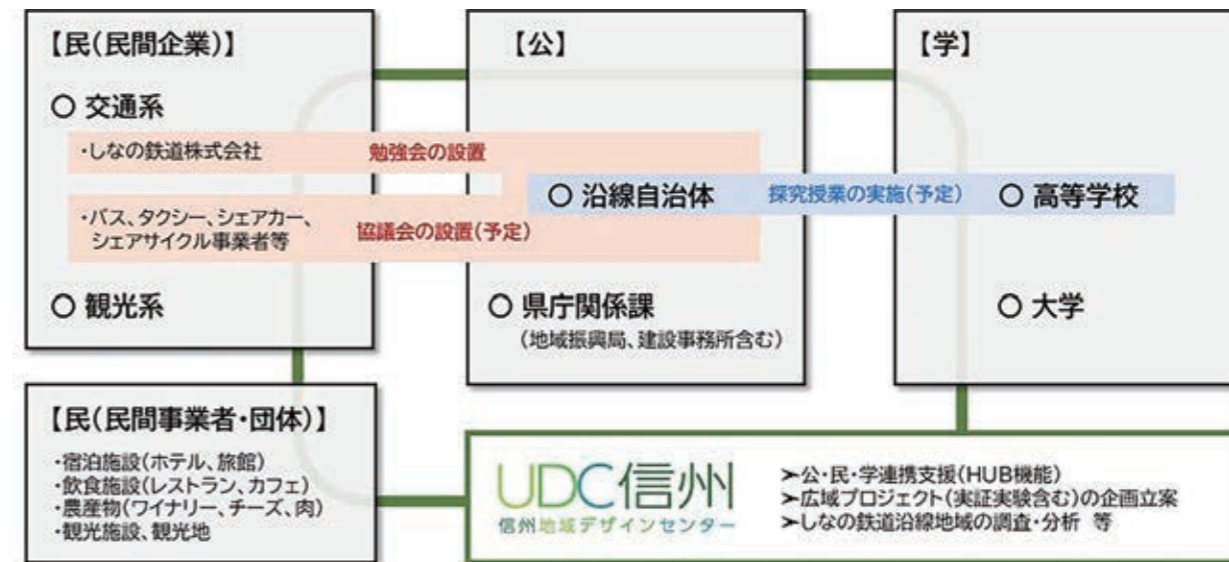 【民(民間企業)】
○ 交通系
・しなの鉄道株式会社
勉強会の設置
・バス、タクシー、シェアカー、
シェアサイクル事業者等
協議会の設置(予定)
○ 観光系
【公】
○ 沿線自治体
○ 県庁関係課
(地域振興局、建設事務所含む)
探究授業の実施(予定)
【学】
○ 高等学校
○ 大学
【民(民間事業者・団体)】
・宿泊施設(ホテル、旅館)
・飲食施設(レストラン、カフェ)
・農産物(ワイナリー、チーズ、肉)
・観光施設、観光地
UDC信州
信州地域デザインセンター
➢公・民・学連携支援(HUB機能)
➢広域プロジェクト(実証実験含む)の企画立案
➢しなの鉄道沿線地域の調査・分析 等